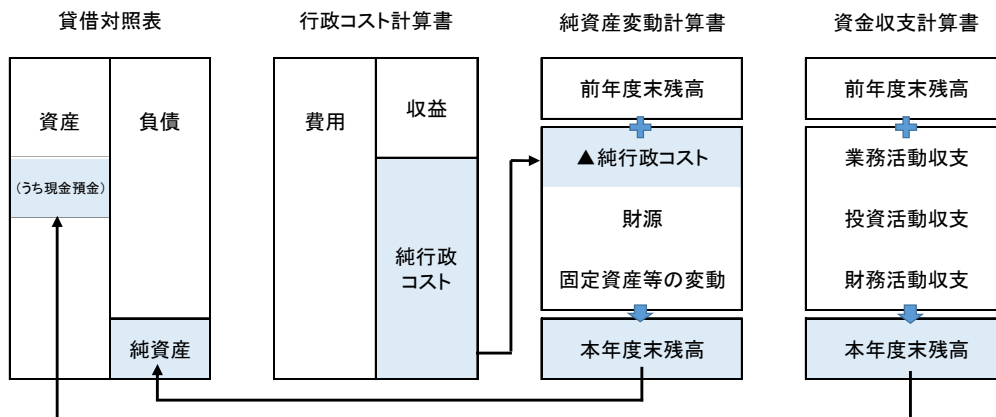 貸借対照表
行政コスト計算書
純資産変動計算書
資金収支計算書
資産
(うち現金預金)
負債
純資産
費用
収益
純行政
コスト
前年度末残高
▲純行政コスト
財源
固定資産等の変動
本年度末残高
前年度末残高
業務活動収支
投資活動収支
財務活動収支
本年度末残高